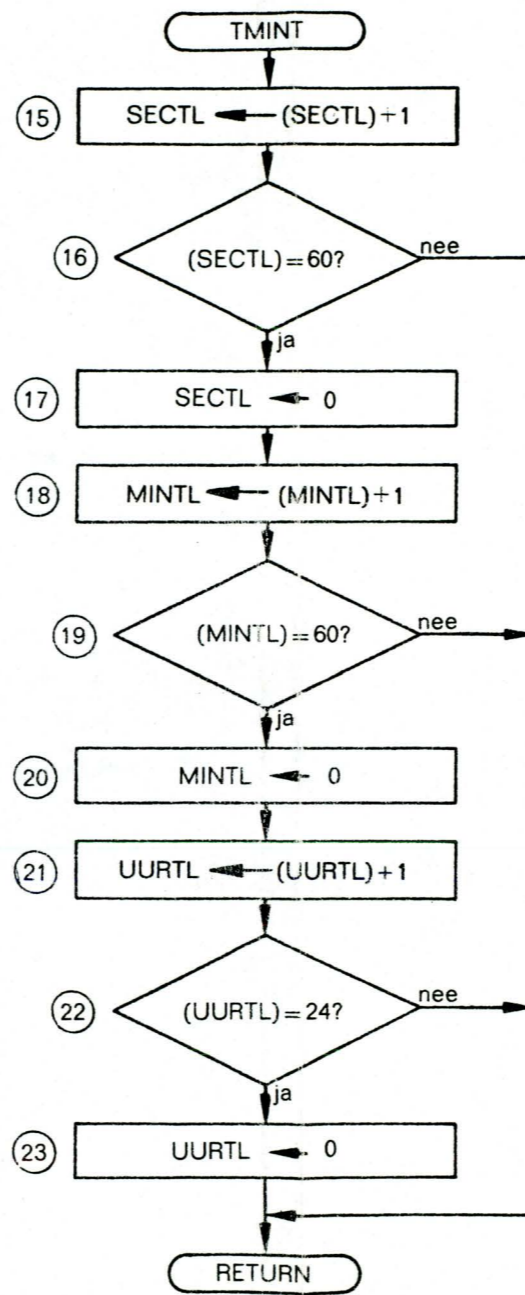 TMINT
15 SECTL ← (SECTL)+1
16 (SECTL)=60? nee
ja
17 SECTL ← 0
18 MINTL ← (MINTL)+1
19 (MINTL)=60? nee
ja
20 MINTL ← 0
21 UURTL ← (UURTL)+1
22 (UURTL)=24? nee
ja
23 UURTL ← 0
RETURN